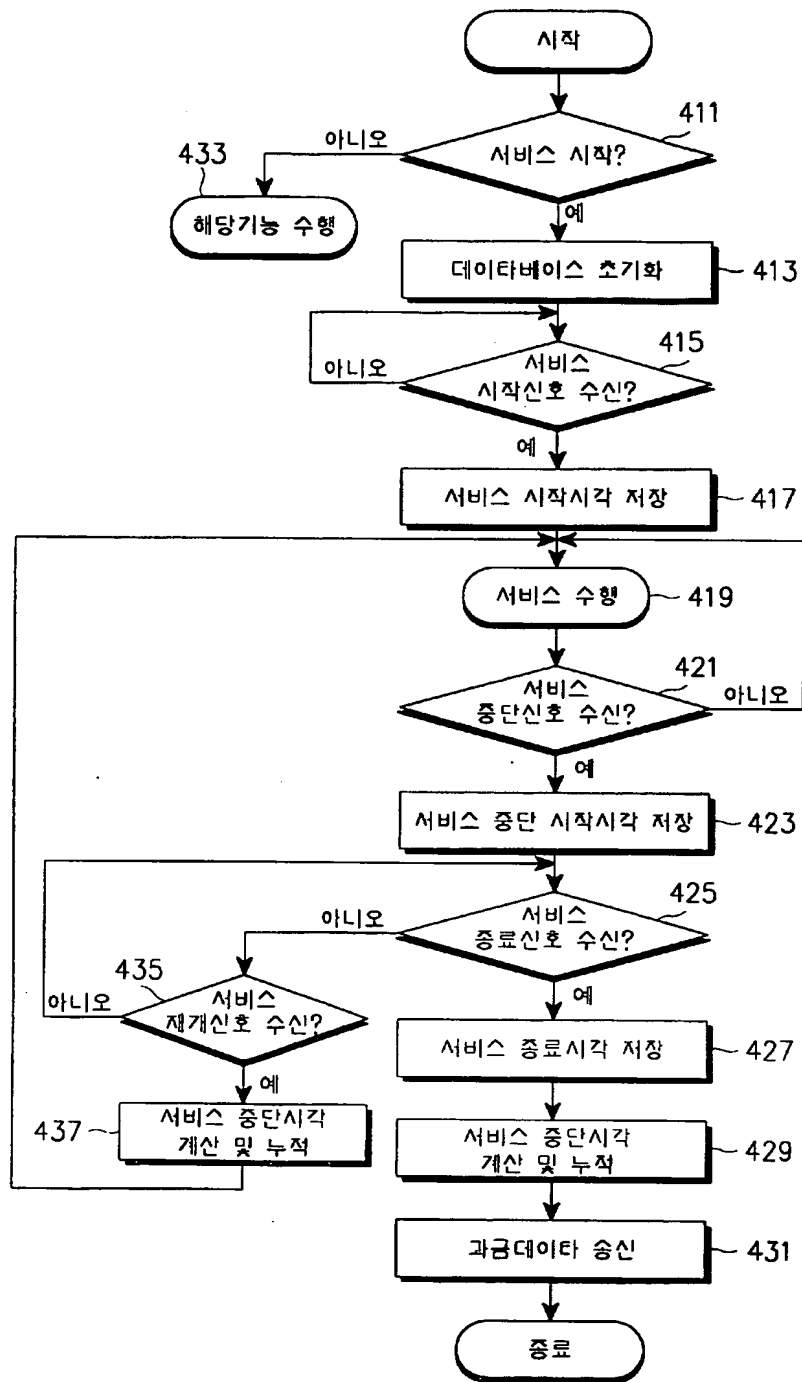 시작
411
서비스 시작?
아니오
433
해당기능 수행
예
데이타베이스 초기화
413
415
서비스
시작신호 수신?
아니오
예
서비스 시작시각 저장
417
서비스 수행
419
421
서비스
중단신호 수신?
아니오
예
서비스 중단 시작시각 저장
423
425
서비스
종료신호 수신?
아니오
435
서비스
재개신호 수신?
아니오
예
예
서비스 종료시각 저장
427
437
서비스 중단시각
계산 및 누적
서비스 중단시각
계산 및 누적
429
과금데이타 송신
431
종료